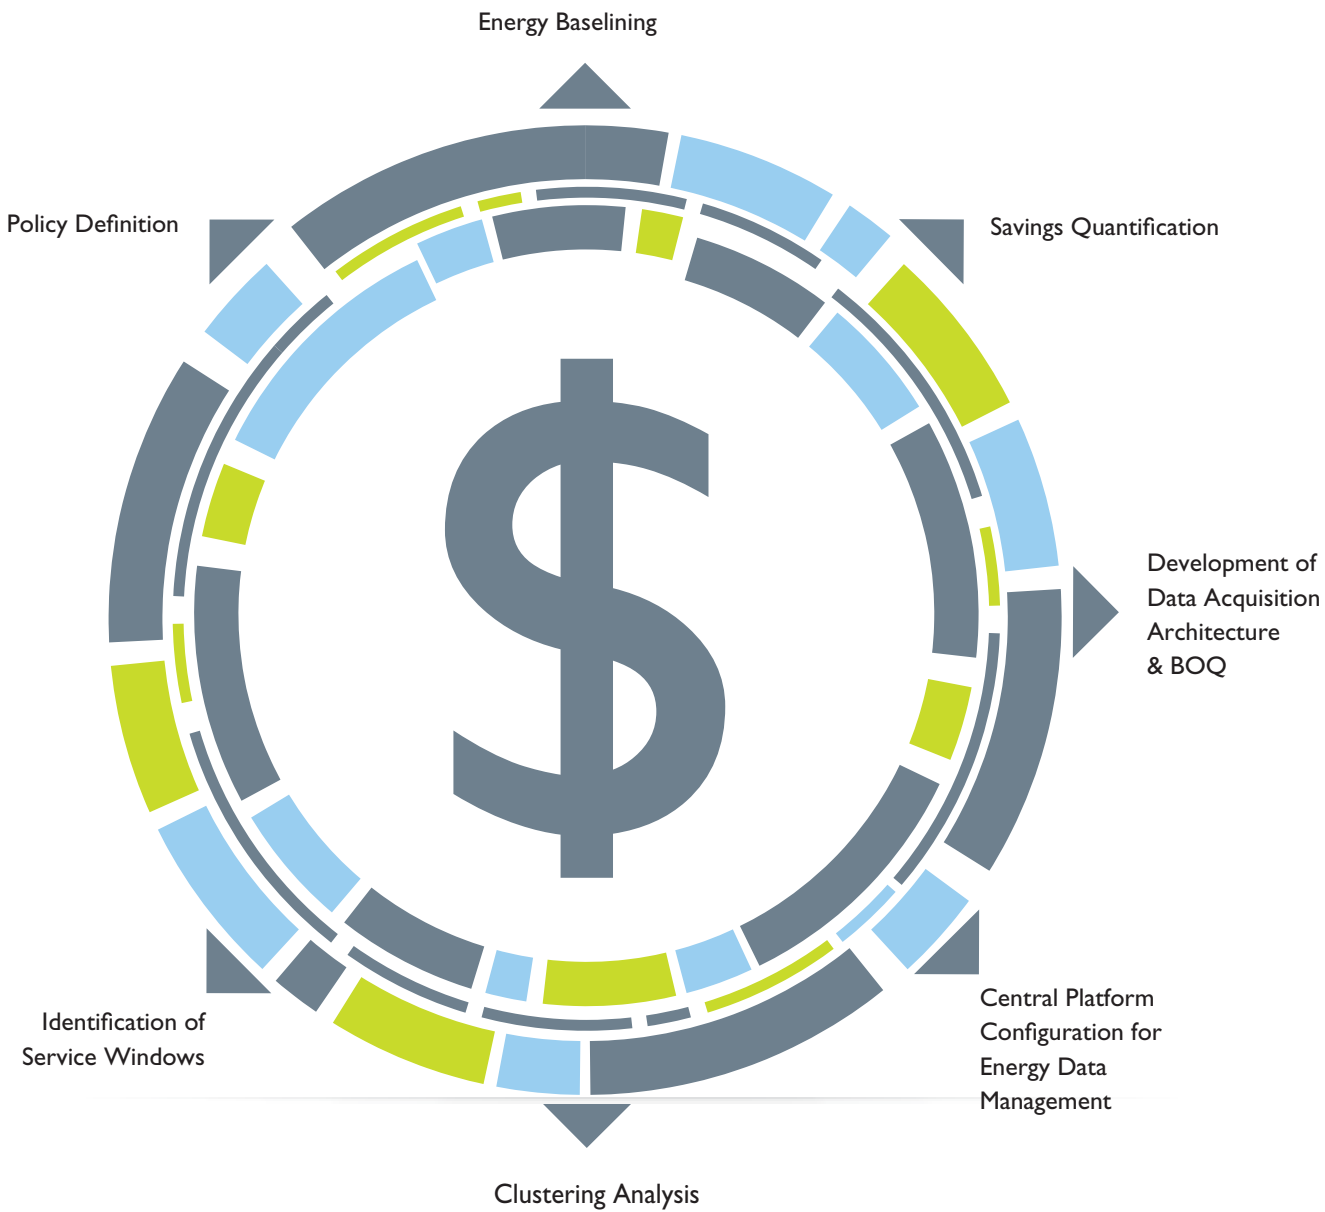 Energy Baselining
Policy Definition
Savings Quantification
Development of
Data Acquisition
Architecture
& BOQ
$
Central Platform
Configuration for
Energy Data
Management
Identification of
Service Windows
Clustering Analysis